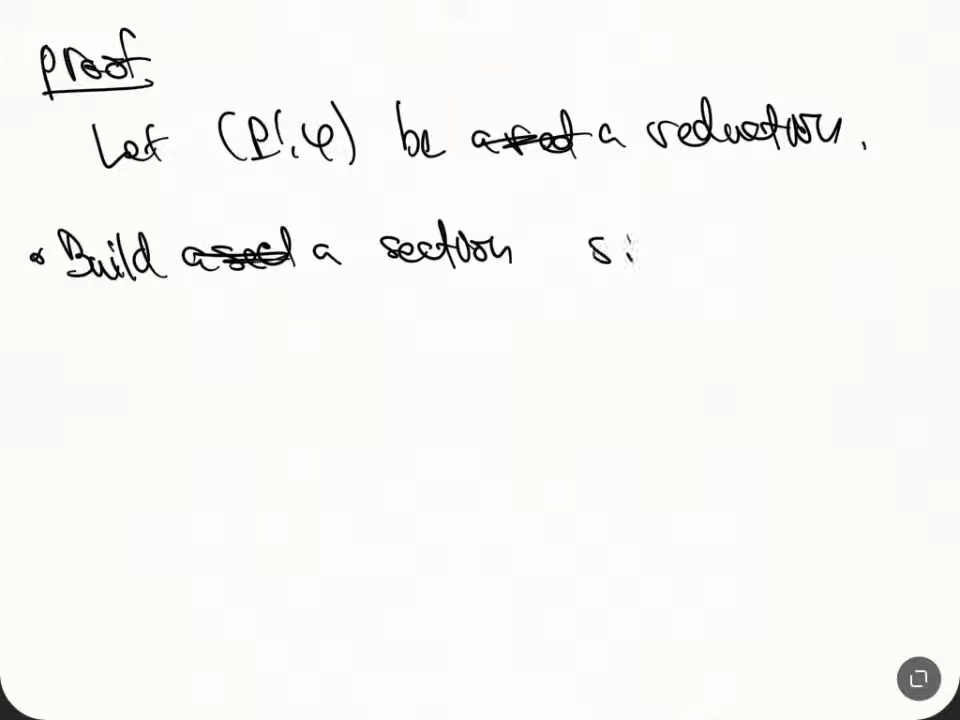 proof
Let (P',φ) be a reduction.
• Build a section s: